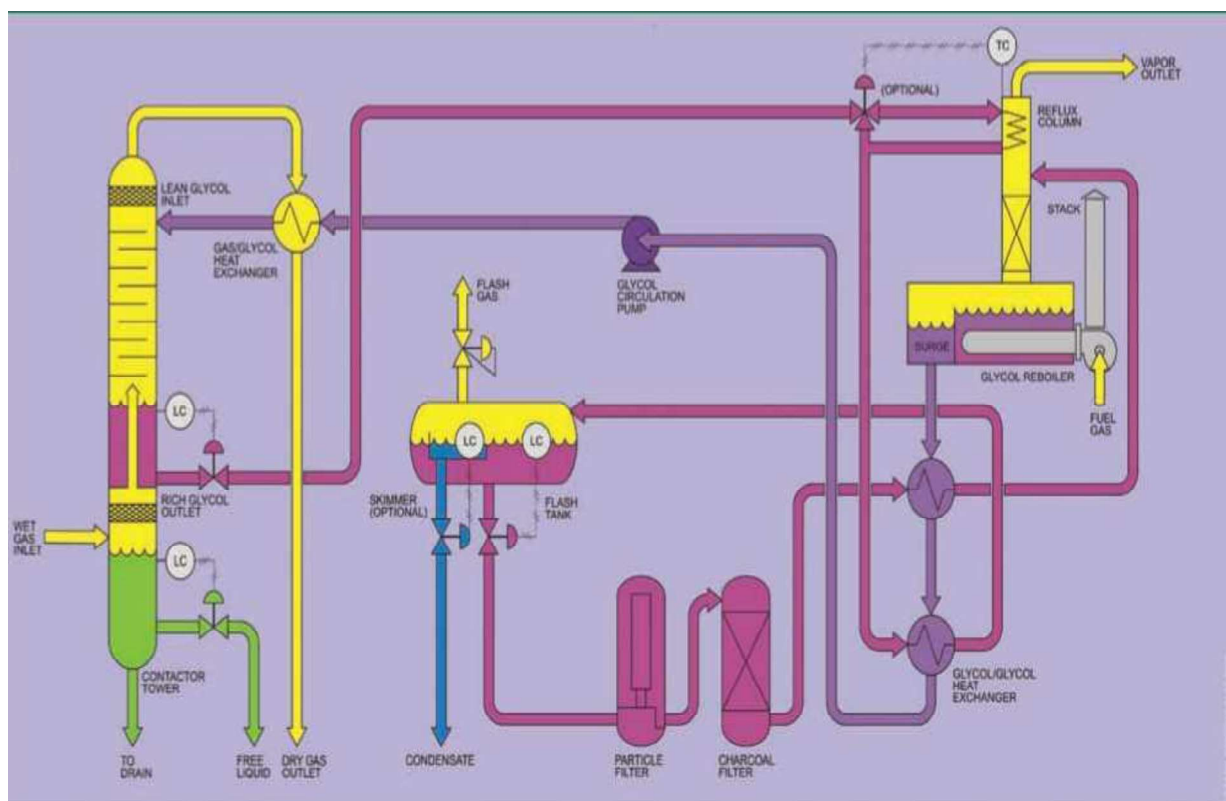 TC
(OPTIONAL)
VAPOR
OUTLET
REFLUX
COLUMN
LEAN GLYCOL
INLET
STACK
GAS/GLYCOL
HEAT
EXCHANGER
FLASH
GAS
GLYCOL
CIRCULATION
PUMP
SURGE
GLYCOL REBOILER
LC
LC
LC
FUEL
GAS
RICH GLYCOL
OUTLET
SKIMMER
(OPTIONAL)
FLASH
TANK
WET
GAS
INLET
LC
CONTACTOR
TOWER
GLYCOL/GLYCOL
HEAT
EXCHANGER
TO
DRAIN
FREE
LIQUID
DRY GAS
OUTLET
CONDENSATE
PARTICLE
FILTER
CHARCOAL
FILTER